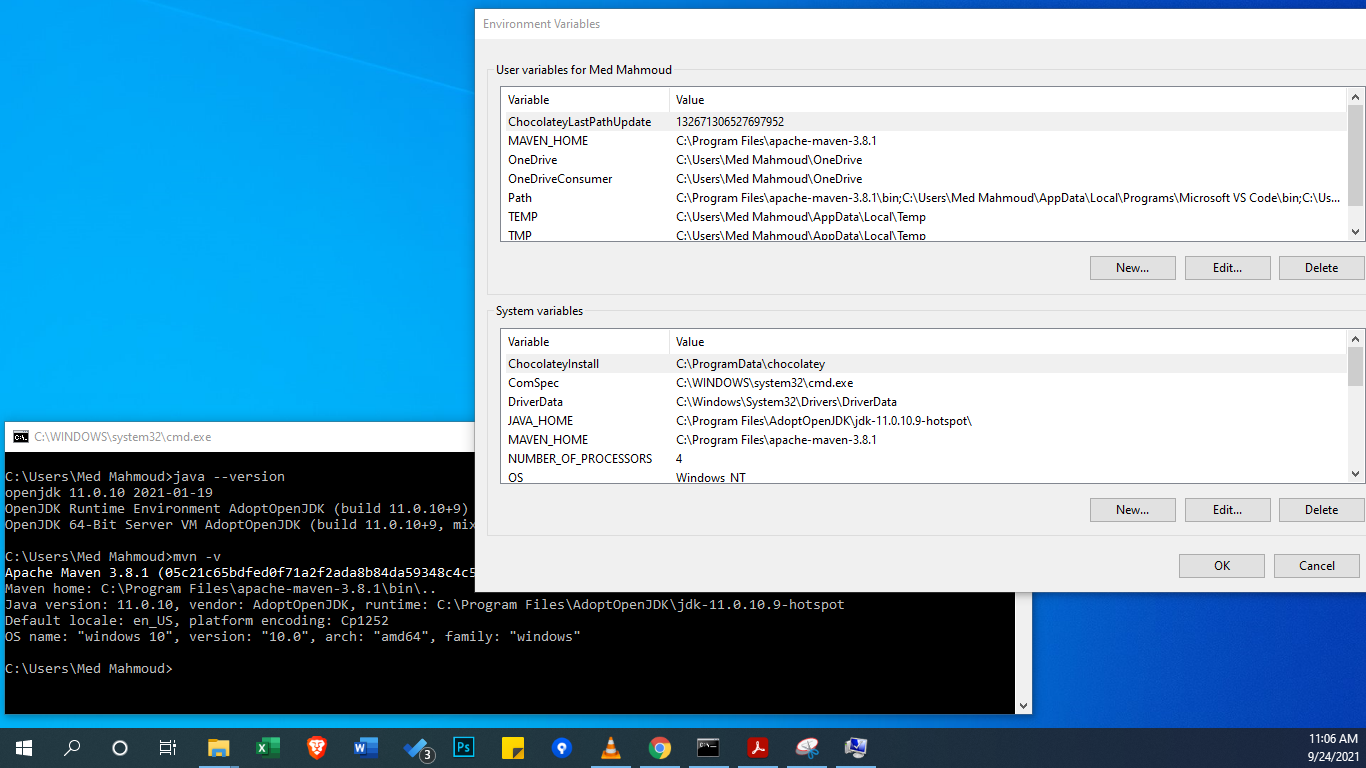 Environment Variables
User variables for Med Mahmoud
Variable Value
ChocolateyLastPathUpdate 132671306527697952
MAVEN_HOME C:\Program Files\apache-maven-3.8.1
OneDrive C:\Users\Med Mahmoud\OneDrive
OneDriveConsumer C:\Users\Med Mahmoud\OneDrive
Path C:\Program Files\apache-maven-3.8.1\bin;C:\Users\Med Mahmoud\AppData\Local\Programs\Microsoft VS Code\bin;C:\Us...
TEMP C:\Users\Med Mahmoud\AppData\Local\Temp
TMP C:\Users\Med Mahmoud\AppData\Local\Temp
New... Edit... Delete
System variables
Variable Value
ChocolateyInstall C:\ProgramData\chocolatey
ComSpec C:\WINDOWS\system32\cmd.exe
DriverData C:\Windows\System32\Drivers\DriverData
JAVA_HOME C:\Program Files\AdoptOpenJDK\jdk-11.0.10.9-hotspot\
MAVEN_HOME C:\Program Files\apache-maven-3.8.1
NUMBER_OF_PROCESSORS 4
OS Windows_NT
New... Edit... Delete
OK Cancel
C:\WINDOWS\system32\cmd.exe
C:\Users\Med Mahmoud>java --version
openjdk 11.0.10 2021-01-19
OpenJDK Runtime Environment AdoptOpenJDK (build 11.0.10+9)
OpenJDK 64-Bit Server VM AdoptOpenJDK (build 11.0.10+9, mix
C:\Users\Med Mahmoud>mvn -v
Apache Maven 3.8.1 (05c21c65bdfed0f71a2f2ada8b84da59348c4c5
Maven home: C:\Program Files\apache-maven-3.8.1\bin\..
Java version: 11.0.10, vendor: AdoptOpenJDK, runtime: C:\Program Files\AdoptOpenJDK\jdk-11.0.10.9-hotspot
Default locale: en_US, platform encoding: Cp1252
OS name: "windows 10", version: "10.0", arch: "amd64", family: "windows"
C:\Users\Med Mahmoud>
3
Ps
11:06 AM
9/24/2021